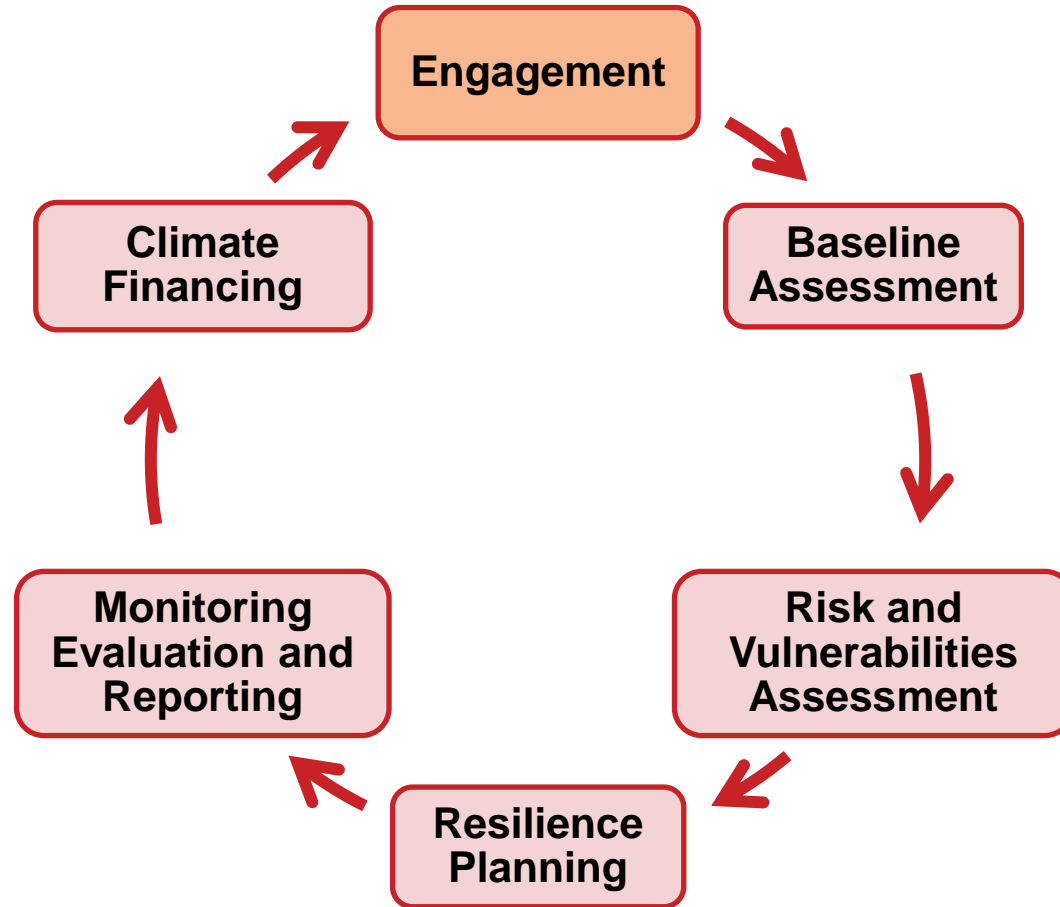 Engagement
Baseline
Assessment
Risk and
Vulnerabilities
Assessment
Resilience
Planning
Monitoring
Evaluation and
Reporting
Climate
Financing